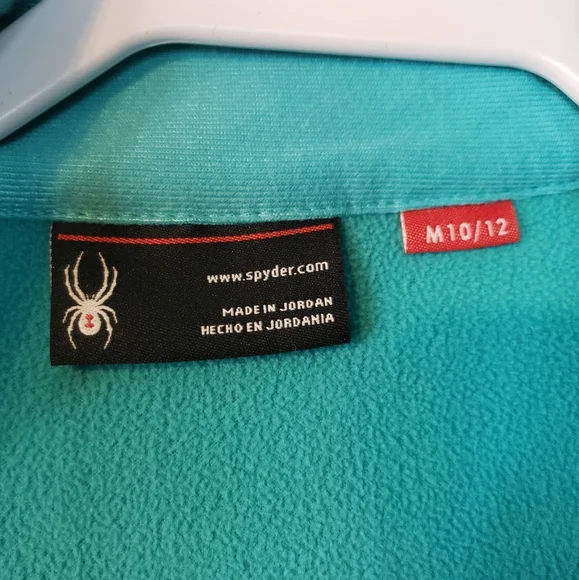 www.spyder.com
MADE IN JORDAN
HECHO EN JORDANIA
M10/12